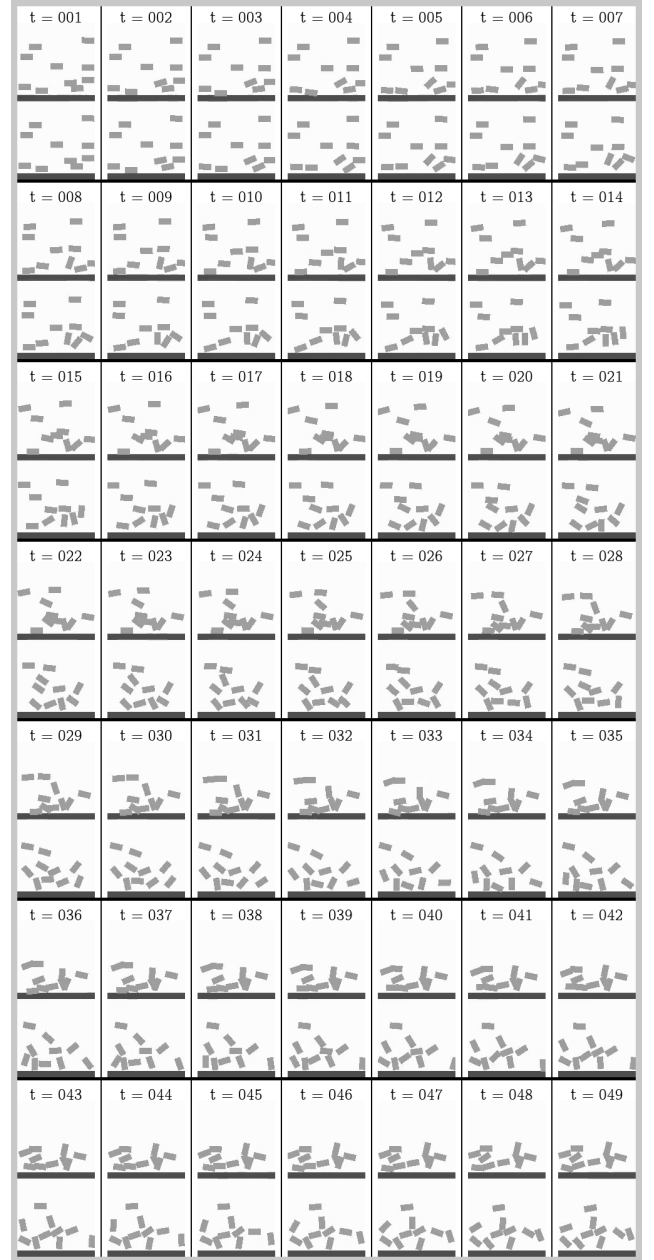 t = 001 t = 002 t = 003 t = 004 t = 005 t = 006 t = 007
t = 008 t = 009 t = 010 t = 011 t = 012 t = 013 t = 014
t = 015 t = 016 t = 017 t = 018 t = 019 t = 020 t = 021
t = 022 t = 023 t = 024 t = 025 t = 026 t = 027 t = 028
t = 029 t = 030 t = 031 t = 032 t = 033 t = 034 t = 035
t = 036 t = 037 t = 038 t = 039 t = 040 t = 041 t = 042
t = 043 t = 044 t = 045 t = 046 t = 047 t = 048 t = 049